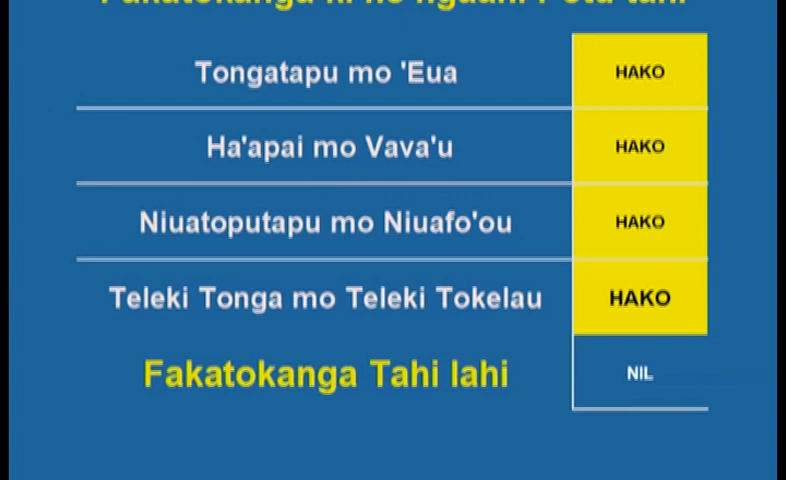 Tongatapu mo 'Eua HAKO
Ha'apai mo Vava'u HAKO
Niuatoputapu mo Niuafo'ou HAKO
Teleki Tonga mo Teleki Tokelau HAKO
Fakatokanga Tahi lahi NIL